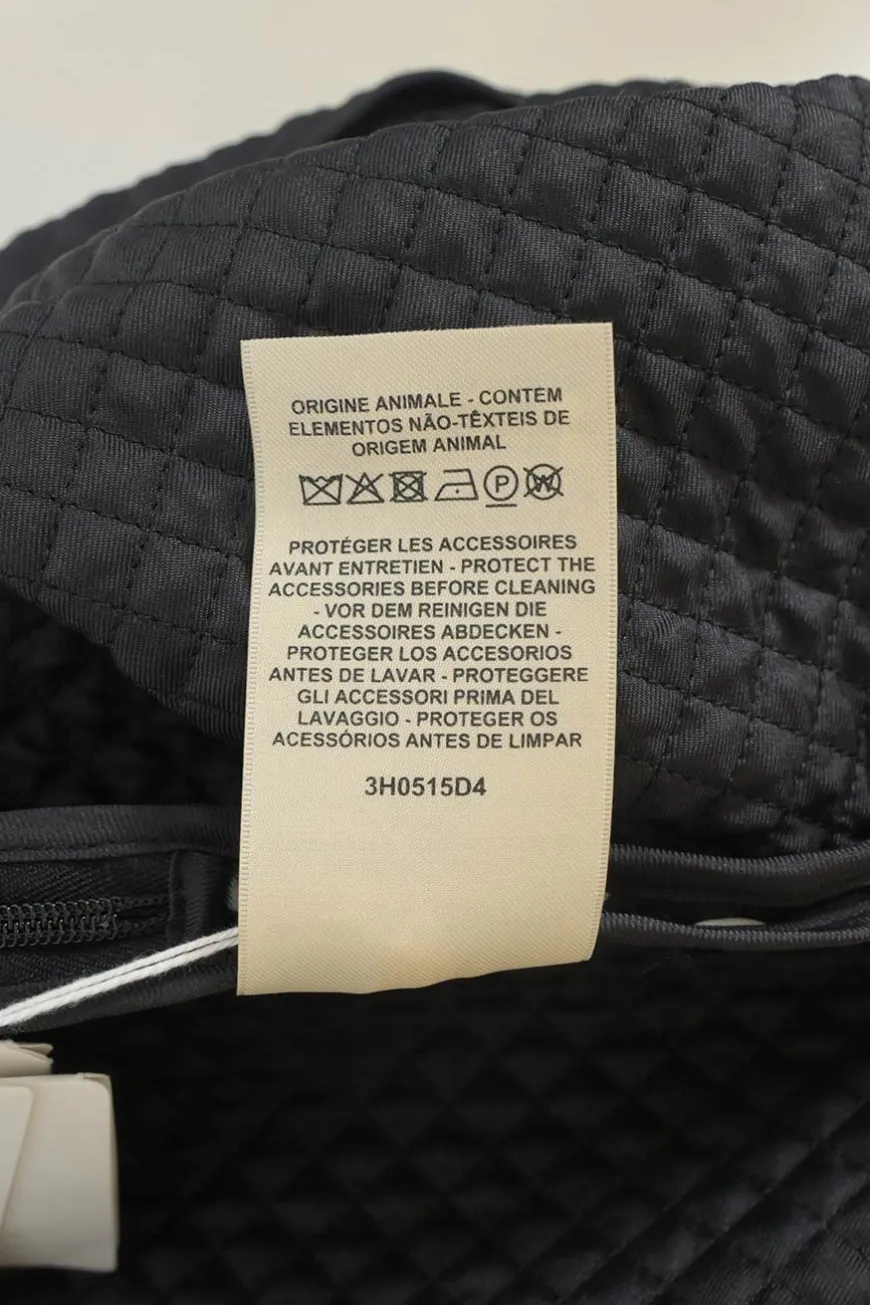 ORIGINE ANIMALE - CONTEM
ELEMENTOS NÃO-TÊXTEIS DE
ORIGEM ANIMAL
P W
PROTÉGER LES ACCESSOIRES
AVANT ENTRETIEN - PROTECT THE
ACCESSORIES BEFORE CLEANING
- VOR DEM REINIGEN DIE
ACCESSOIRES ABDECKEN -
PROTEGER LOS ACCESORIOS
ANTES DE LAVAR - PROTEGGERE
GLI ACCESSORI PRIMA DEL
LAVAGGIO - PROTEGER OS
ACESSÓRIOS ANTES DE LIMPAR
3H0515D4